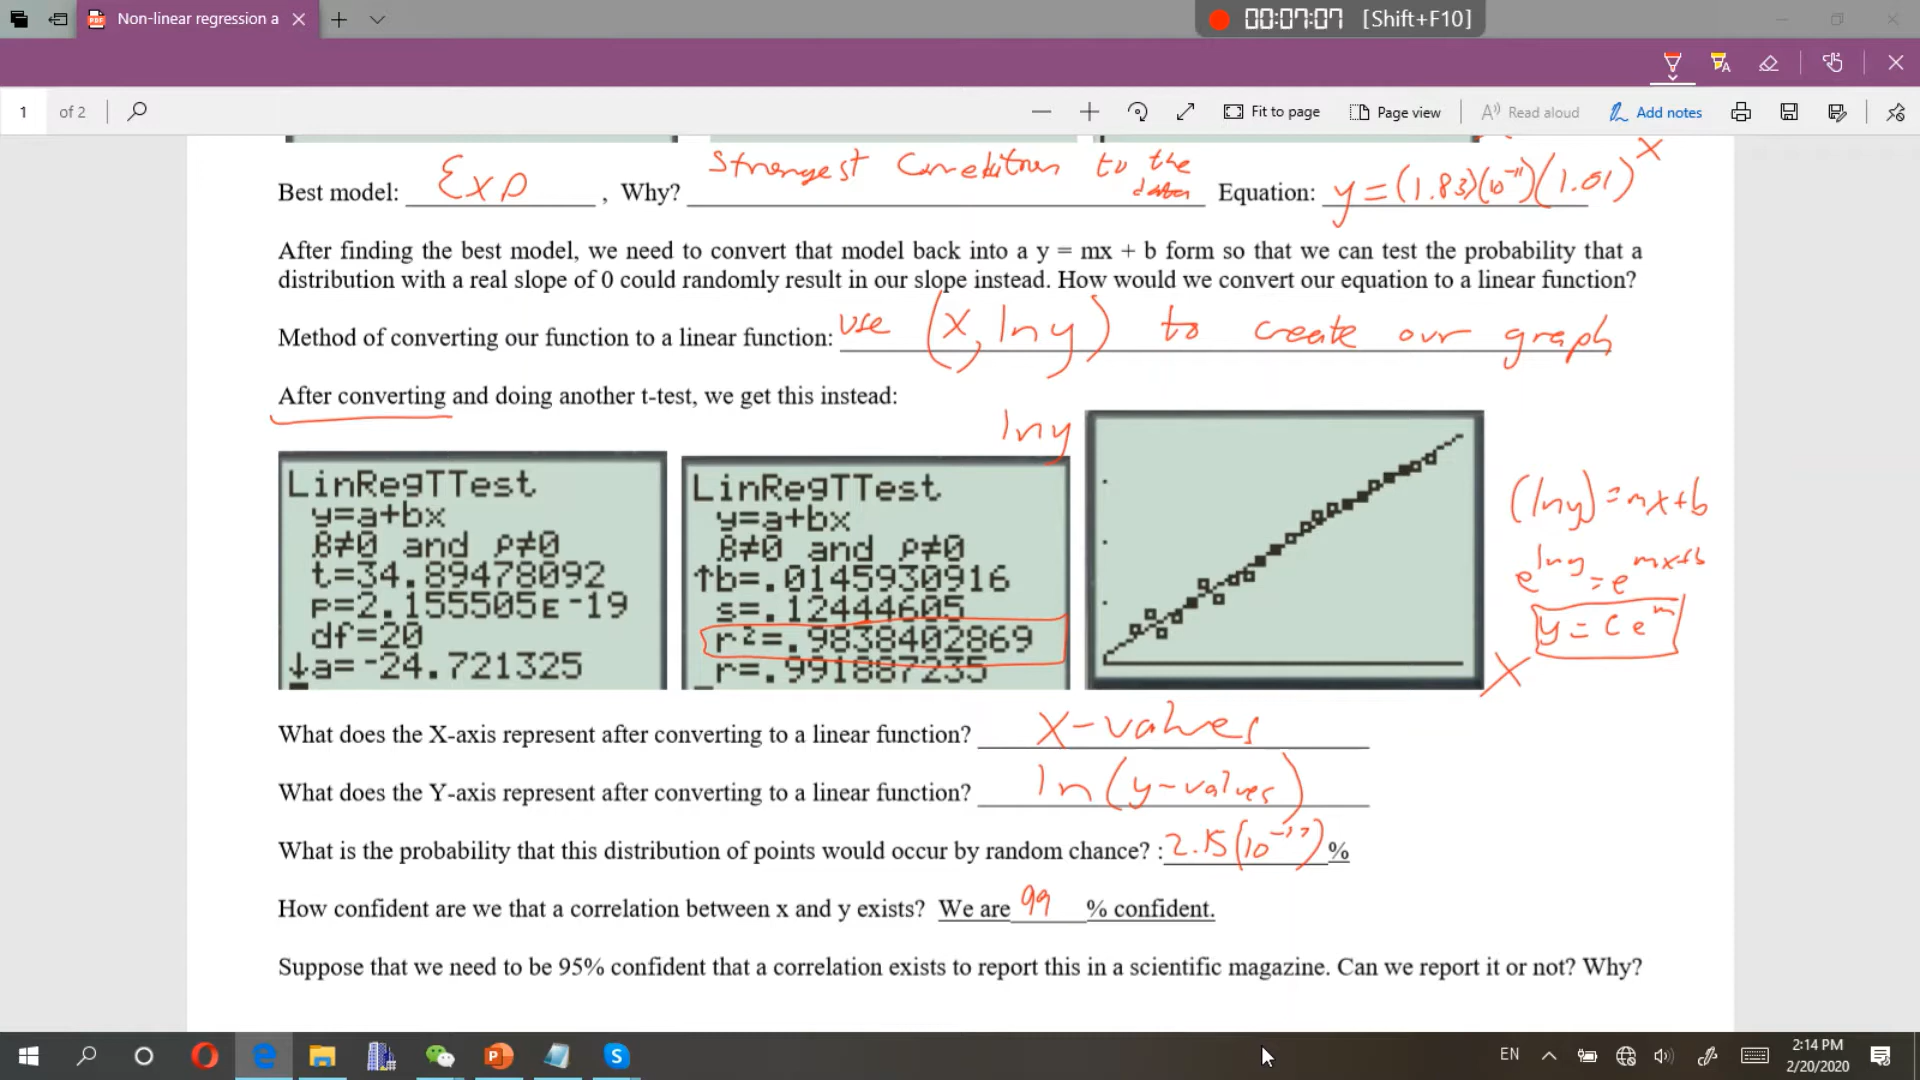 Non-linear regression a
00:07:07 [Shift+F10]
1 of 2
Fit to page
Page view
Read aloud
Add notes
Strongest Correlation to the data
Best model: Exp , Why? Equation: y = (1.83)(10^-11)(1.01)^x
After finding the best model, we need to convert that model back into a y = mx + b form so that we can test the probability that a
distribution with a real slope of 0 could randomly result in our slope instead. How would we convert our equation to a linear function?
Method of converting our function to a linear function: use (x, ln y) to create our graph
After converting and doing another t-test, we get this instead:
LinRegTTest
y=a+bx
β≠0 and ρ≠0
t=34.89478092
p=2.155505E-19
df=20
↓a=-24.721325
LinRegTTest
y=a+bx
β≠0 and ρ≠0
↑b=.0145930916
s=.12444605
r²=.9838402869
r=.991887235
ln y
X
(ln y) = mx+b
e^ln y = e^mx+b
y = Ce^m
What does the X-axis represent after converting to a linear function? X-values
What does the Y-axis represent after converting to a linear function? ln(y-values)
What is the probability that this distribution of points would occur by random chance? : 2.15(10^-17) %
How confident are we that a correlation between x and y exists? We are 99 % confident.
Suppose that we need to be 95% confident that a correlation exists to report this in a scientific magazine. Can we report it or not? Why?
EN
2:14 PM
2/20/2020